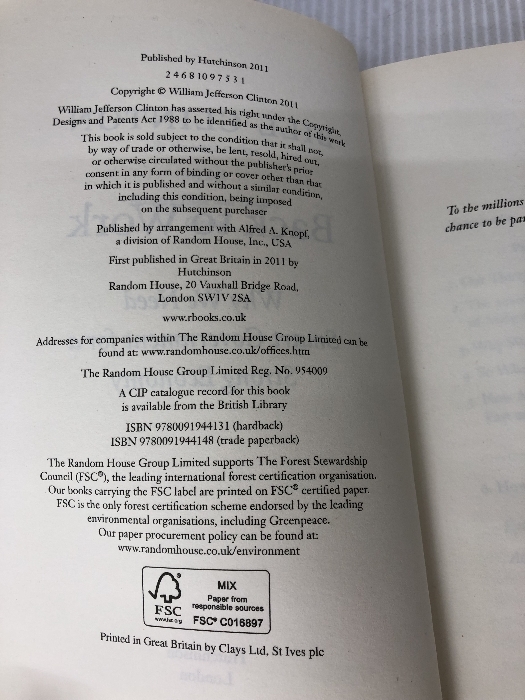 Published by Hutchinson 2011
2 4 6 8 10 9 7 5 3 1
Copyright © William Jefferson Clinton 2011
William Jefferson Clinton has asserted his right under the Copyright,
Designs and Patents Act 1988 to be identified as the author of this work
This book is sold subject to the condition that it shall not,
by way of trade or otherwise, be lent, resold, hired out,
or otherwise circulated without the publisher's prior
consent in any form of binding or cover other than that
in which it is published and without a similar condition,
including this condition, being imposed
on the subsequent purchaser
Published by arrangement with Alfred A. Knopf,
a division of Random House, Inc., USA
First published in Great Britain in 2011 by
Hutchinson
Random House, 20 Vauxhall Bridge Road,
London SW1V 2SA
www.rbooks.co.uk
Addresses for companies within The Random House Group Limited can be
found at: www.randomhouse.co.uk/offices.htm
The Random House Group Limited Reg. No. 954009
A CIP catalogue record for this book
is available from the British Library
ISBN 9780091944131 (hardback)
ISBN 9780091944148 (trade paperback)
The Random House Group Limited supports The Forest Stewardship
Council (FSC®), the leading international forest certification organisation.
Our books carrying the FSC label are printed on FSC® certified paper.
FSC is the only forest certification scheme endorsed by the leading
environmental organisations, including Greenpeace.
Our paper procurement policy can be found at:
www.randomhouse.co.uk/environment
FSC
www.fsc.org
MIX
Paper from
responsible sources
FSC® C016897
Printed in Great Britain by Clays Ltd, St Ives plc
To the millions
chance to be